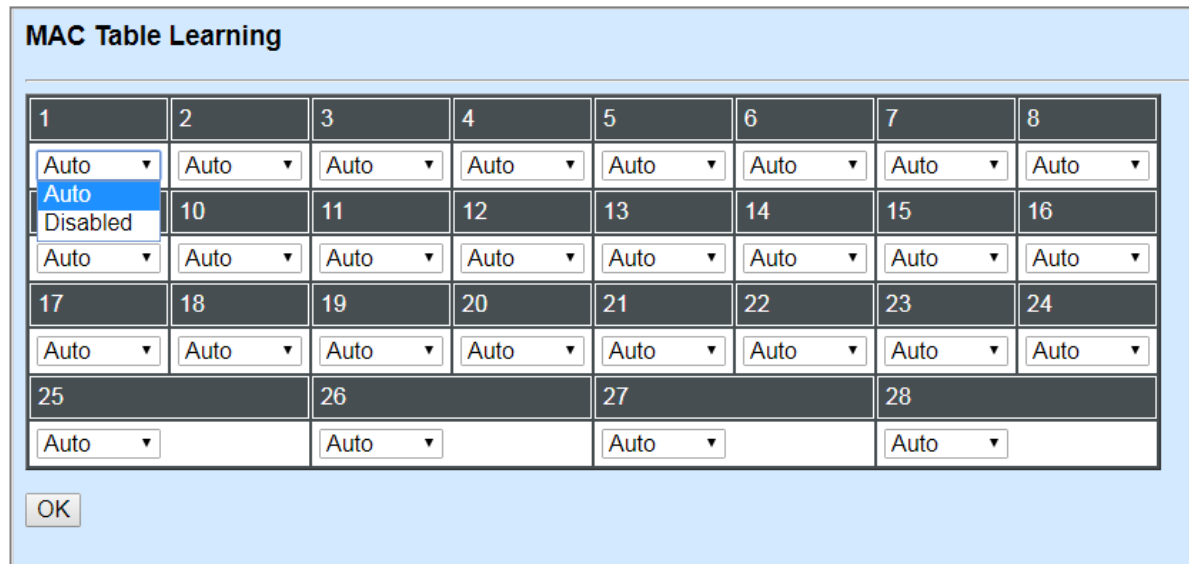 MAC Table Learning
1 2 3 4 5 6 7 8
Auto Auto Auto Auto Auto Auto Auto Auto
Auto
Disabled
10 11 12 13 14 15 16
Auto Auto Auto Auto Auto Auto Auto Auto
17 18 19 20 21 22 23 24
Auto Auto Auto Auto Auto Auto Auto Auto
25 26 27 28
Auto Auto Auto Auto
OK